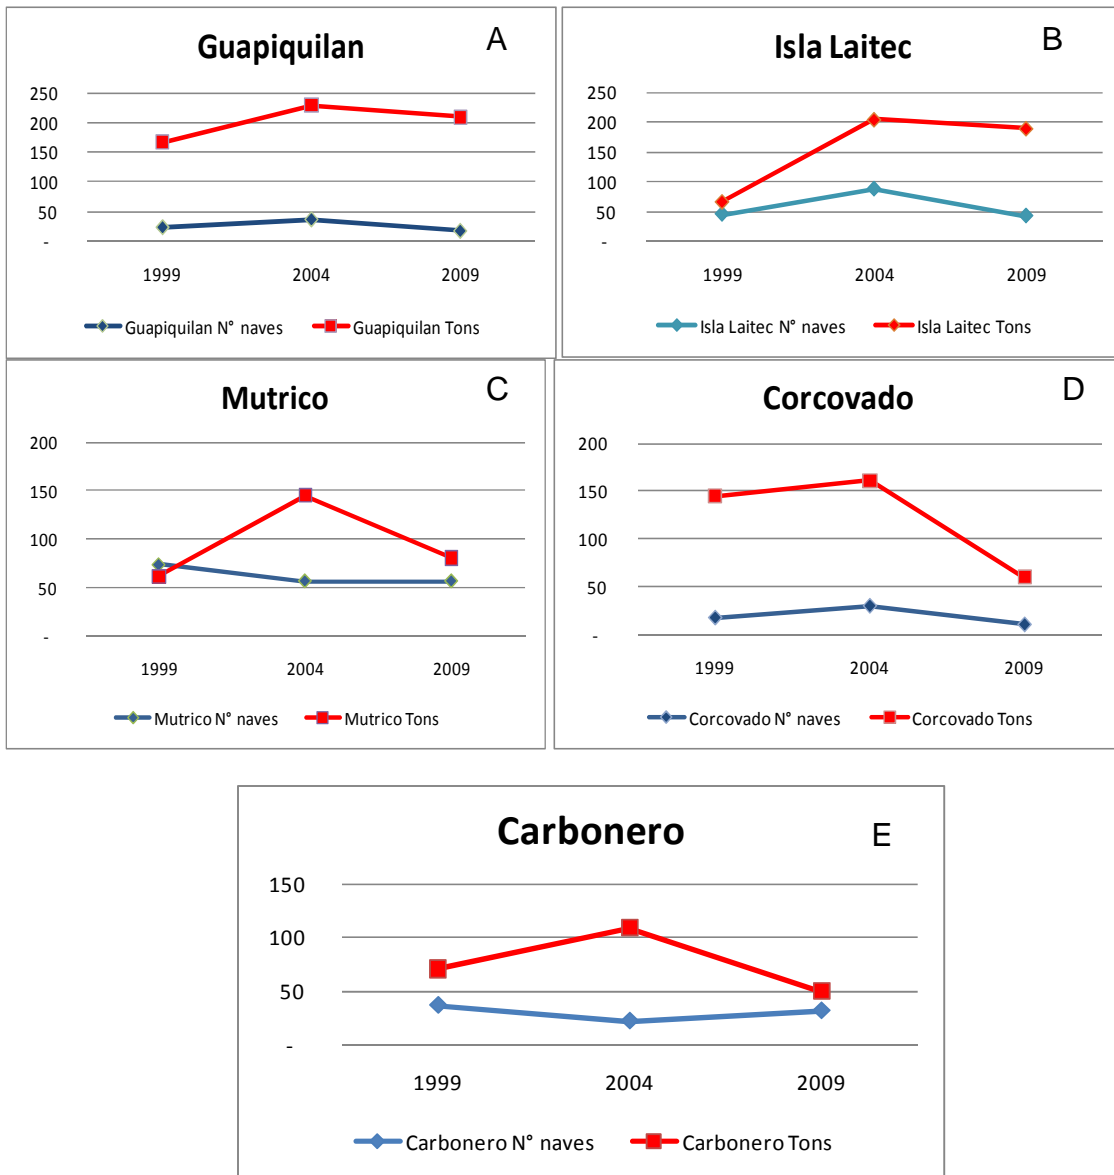 Guapiquilan A
250
200
150
100
50
-
1999 2004 2009
Guapiquilan N° naves Guapiquilan Tons
Isla Laitec B
250
200
150
100
50
-
1999 2004 2009
Isla Laitec N° naves Isla Laitec Tons
Mutrico C
200
150
100
50
-
1999 2004 2009
Mutrico N° naves Mutrico Tons
Corcovado D
200
150
100
50
-
1999 2004 2009
Corcovado N° naves Corcovado Tons
Carbonero E
150
100
50
-
1999 2004 2009
Carbonero N° naves Carbonero Tons